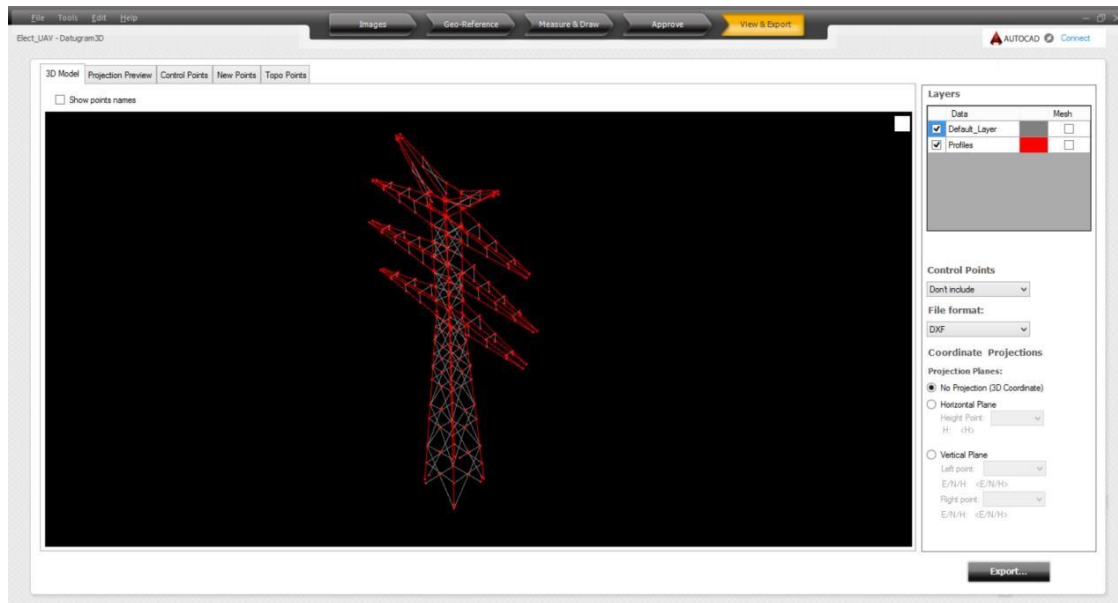 File Tools Edit Help
Images Geo-Reference Measure & Draw Approve View & Export
Elect_UAV - Datugram3D
AUTOCAD Connect
3D Model Projection Preview Control Points New Points Topo Points
Show points names
Layers
Data Mesh
Default_Layer
Profiles
Control Points
Don't include
File format:
DXF
Coordinate Projections
Projection Planes:
No Projection (3D Coordinate)
Horizontal Plane
Height Point:
H: <H>
Vertical Plane
Left point:
E/N/H: <E/N/H>
Right point:
E/N/H: <E/N/H>
Export...